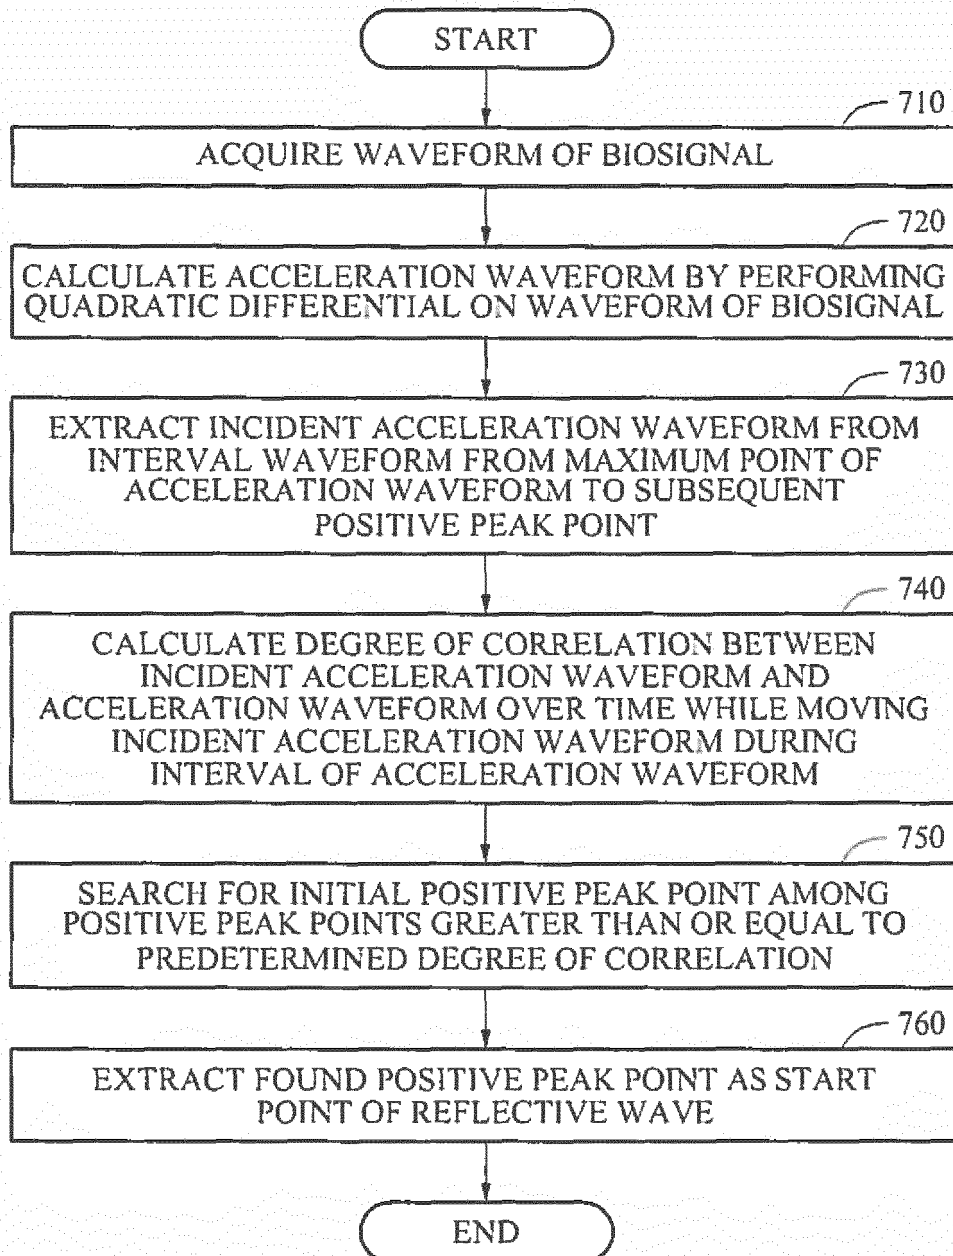 START
710
ACQUIRE WAVEFORM OF BIOSIGNAL
720
CALCULATE ACCELERATION WAVEFORM BY PERFORMING
QUADRATIC DIFFERENTIAL ON WAVEFORM OF BIOSIGNAL
730
EXTRACT INCIDENT ACCELERATION WAVEFORM FROM
INTERVAL WAVEFORM FROM MAXIMUM POINT OF
ACCELERATION WAVEFORM TO SUBSEQUENT
POSITIVE PEAK POINT
740
CALCULATE DEGREE OF CORRELATION BETWEEN
INCIDENT ACCELERATION WAVEFORM AND
ACCELERATION WAVEFORM OVER TIME WHILE MOVING
INCIDENT ACCELERATION WAVEFORM DURING
INTERVAL OF ACCELERATION WAVEFORM
750
SEARCH FOR INITIAL POSITIVE PEAK POINT AMONG
POSITIVE PEAK POINTS GREATER THAN OR EQUAL TO
PREDETERMINED DEGREE OF CORRELATION
760
EXTRACT FOUND POSITIVE PEAK POINT AS START
POINT OF REFLECTIVE WAVE
END